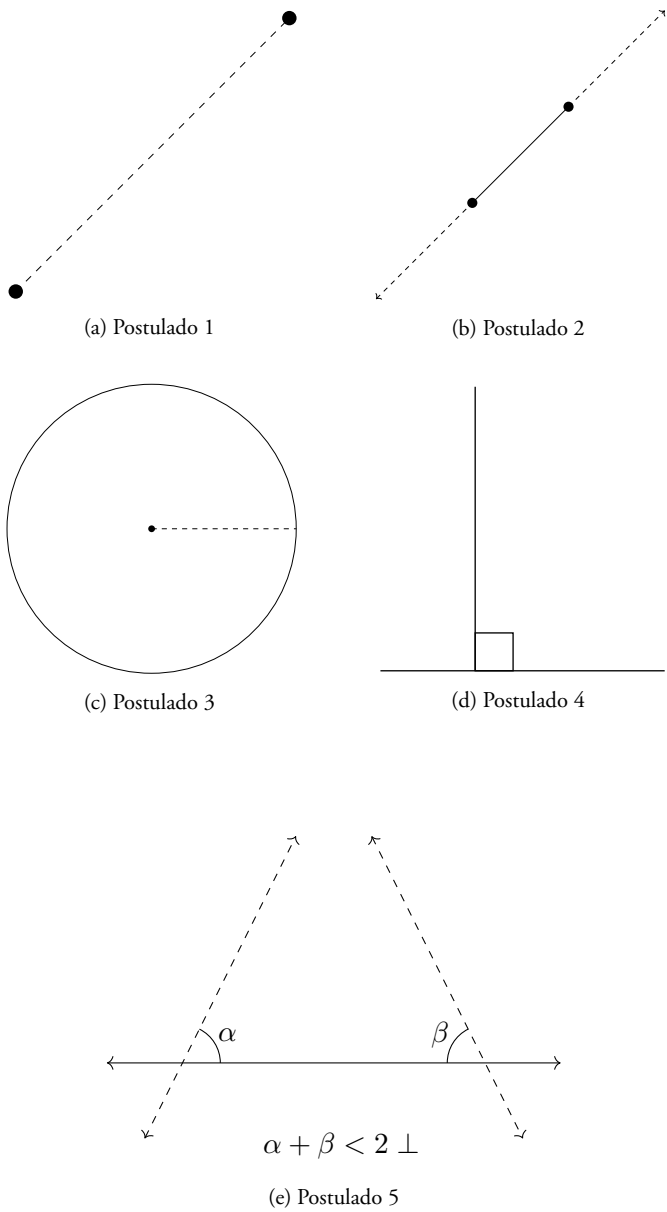 (a) Postulado 1
(b) Postulado 2
(c) Postulado 3
(d) Postulado 4
α
β
α + β < 2 ⊥
(e) Postulado 5